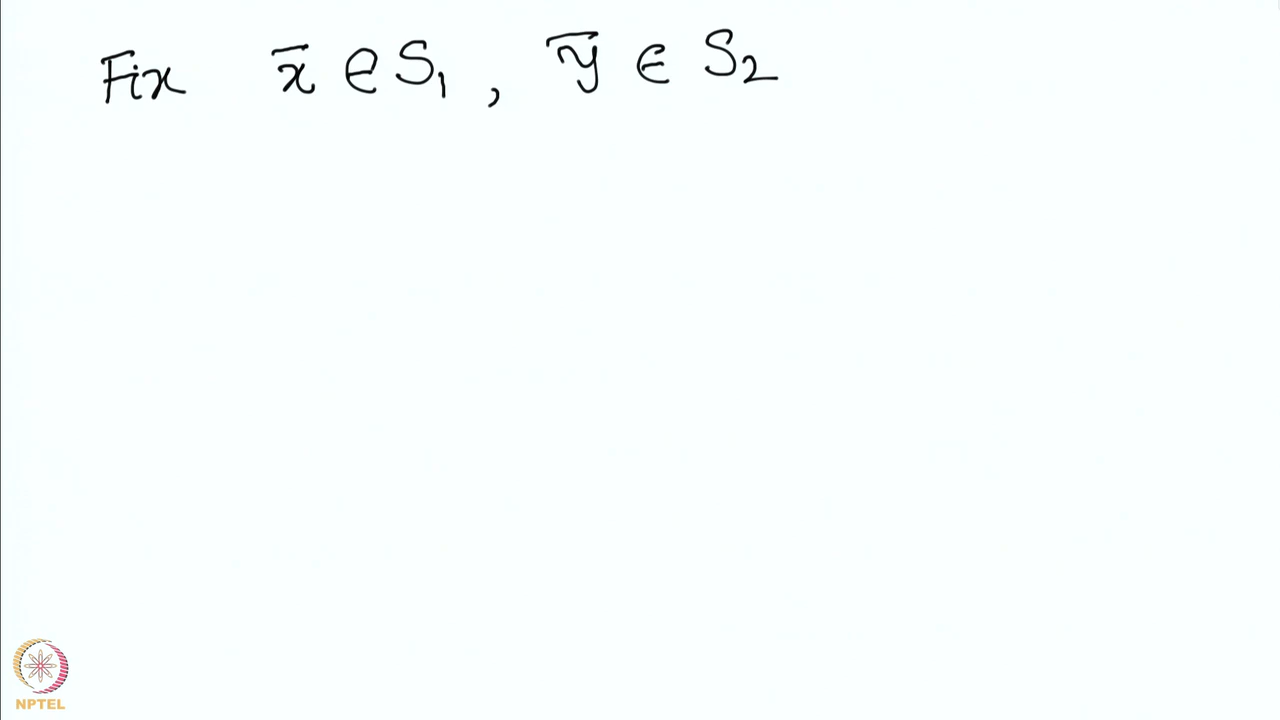 Fix x̄ ∈ S₁, ȳ ∈ S₂
NPTEL